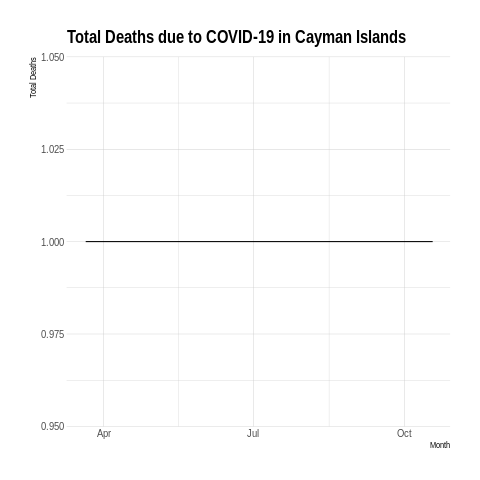 Total Deaths due to COVID-19 in Cayman Islands
Total Deaths
1.050
1.025
1.000
0.975
0.950
Apr Jul Oct
Month